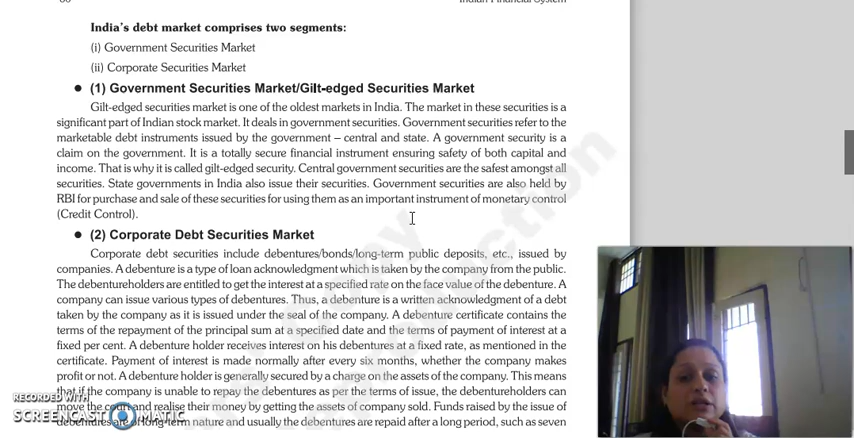 Indian Financial System
India's debt market comprises two segments:
(i) Government Securities Market
(ii) Corporate Securities Market
● (1) Government Securities Market/Gilt-edged Securities Market
Gilt-edged securities market is one of the oldest markets in India. The market in these securities is a
significant part of Indian stock market. It deals in government securities. Government securities refer to the
marketable debt instruments issued by the government – central and state. A government security is a
claim on the government. It is a totally secure financial instrument ensuring safety of both capital and
income. That is why it is called gilt-edged security. Central government securities are the safest amongst all
securities. State governments in India also issue their securities. Government securities are also held by
RBI for purchase and sale of these securities for using them as an important instrument of monetary control
(Credit Control).
● (2) Corporate Debt Securities Market
Corporate debt securities include debentures/bonds/long-term public deposits, etc., issued by
companies. A debenture is a type of loan acknowledgment which is taken by the company from the public.
The debentureholders are entitled to get the interest at a specified rate on the face value of the debenture. A
company can issue various types of debentures. Thus, a debenture is a written acknowledgment of a debt
taken by the company as it is issued under the seal of the company. A debenture certificate contains the
terms of the repayment of the principal sum at a specified date and the terms of payment of interest at a
fixed per cent. A debenture holder receives interest on his debentures at a fixed rate, as mentioned in the
certificate. Payment of interest is made normally after every six months, whether the company makes
profit or not. A debenture holder is generally secured by a charge on the assets of the company. This means
that if the company is unable to repay the debentures as per the terms of issue, the debentureholders can
move the court and realise their money by getting the assets of company sold. Funds raised by the issue of
debentures are of long-term nature and usually the debentures are repaid after a long period, such as seven
RECORDED WITH
SCREENCAST MATIC